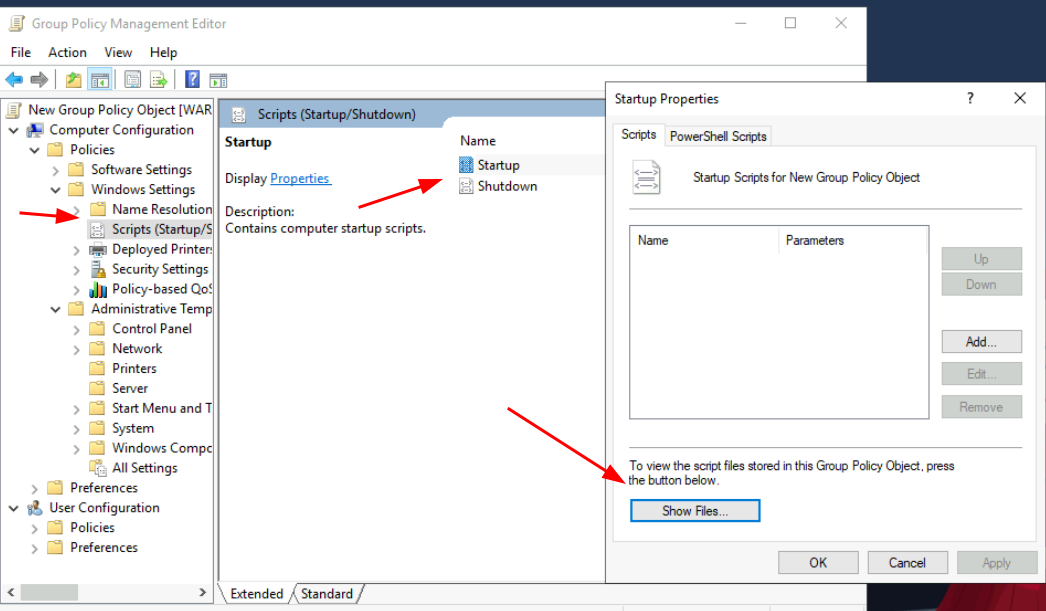 Group Policy Management Editor
File Action View Help
New Group Policy Object [WAR
Computer Configuration
Policies
Software Settings
Windows Settings
Name Resolution
Scripts (Startup/S
Deployed Printer
Security Settings
Policy-based QoS
Administrative Temp
Control Panel
Network
Printers
Server
Start Menu and T
System
Windows Compo
All Settings
Preferences
User Configuration
Policies
Preferences
Scripts (Startup/Shutdown)
Startup
Display Properties
Description:
Contains computer startup scripts.
Name
Startup
Shutdown
Extended Standard
Startup Properties
?
Scripts PowerShell Scripts
Startup Scripts for New Group Policy Object
Name Parameters
Up
Down
Add...
Edit...
Remove
To view the script files stored in this Group Policy Object, press
the button below.
Show Files...
OK Cancel Apply